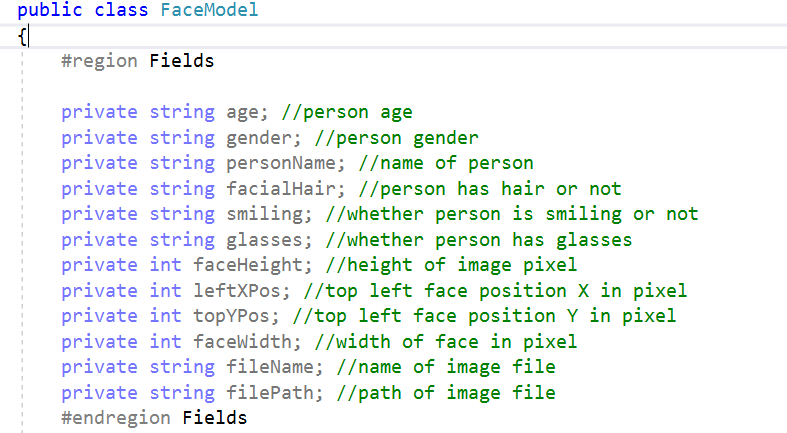 public class FaceModel
{
#region Fields
private string age; //person age
private string gender; //person gender
private string personName; //name of person
private string facialHair; //person has hair or not
private string smiling; //whether person is smiling or not
private string glasses; //whether person has glasses
private int faceHeight; //height of image pixel
private int leftXPos; //top left face position X in pixel
private int topYPos; //top left face position Y in pixel
private int faceWidth; //width of face in pixel
private string fileName; //name of image file
private string filePath; //path of image file
#endregion Fields